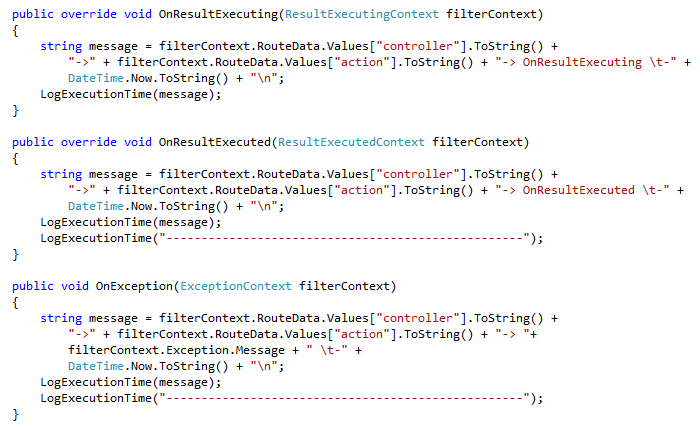 public override void OnResultExecuting(ResultExecutingContext filterContext)
{
    string message = filterContext.RouteData.Values["controller"].ToString() +
        "->" + filterContext.RouteData.Values["action"].ToString() + "-> OnResultExecuting \t-" +
        DateTime.Now.ToString() + "\n";
    LogExecutionTime(message);
}

public override void OnResultExecuted(ResultExecutedContext filterContext)
{
    string message = filterContext.RouteData.Values["controller"].ToString() +
        "->" + filterContext.RouteData.Values["action"].ToString() + "-> OnResultExecuted \t-" +
        DateTime.Now.ToString() + "\n";
    LogExecutionTime(message);
    LogExecutionTime("---------------------------------------------------");
}

public void OnException(ExceptionContext filterContext)
{
    string message = filterContext.RouteData.Values["controller"].ToString() +
        "->" + filterContext.RouteData.Values["action"].ToString() + "-> "+
        filterContext.Exception.Message + " \t-" +
        DateTime.Now.ToString() + "\n";
    LogExecutionTime(message);
    LogExecutionTime("---------------------------------------------------");
}